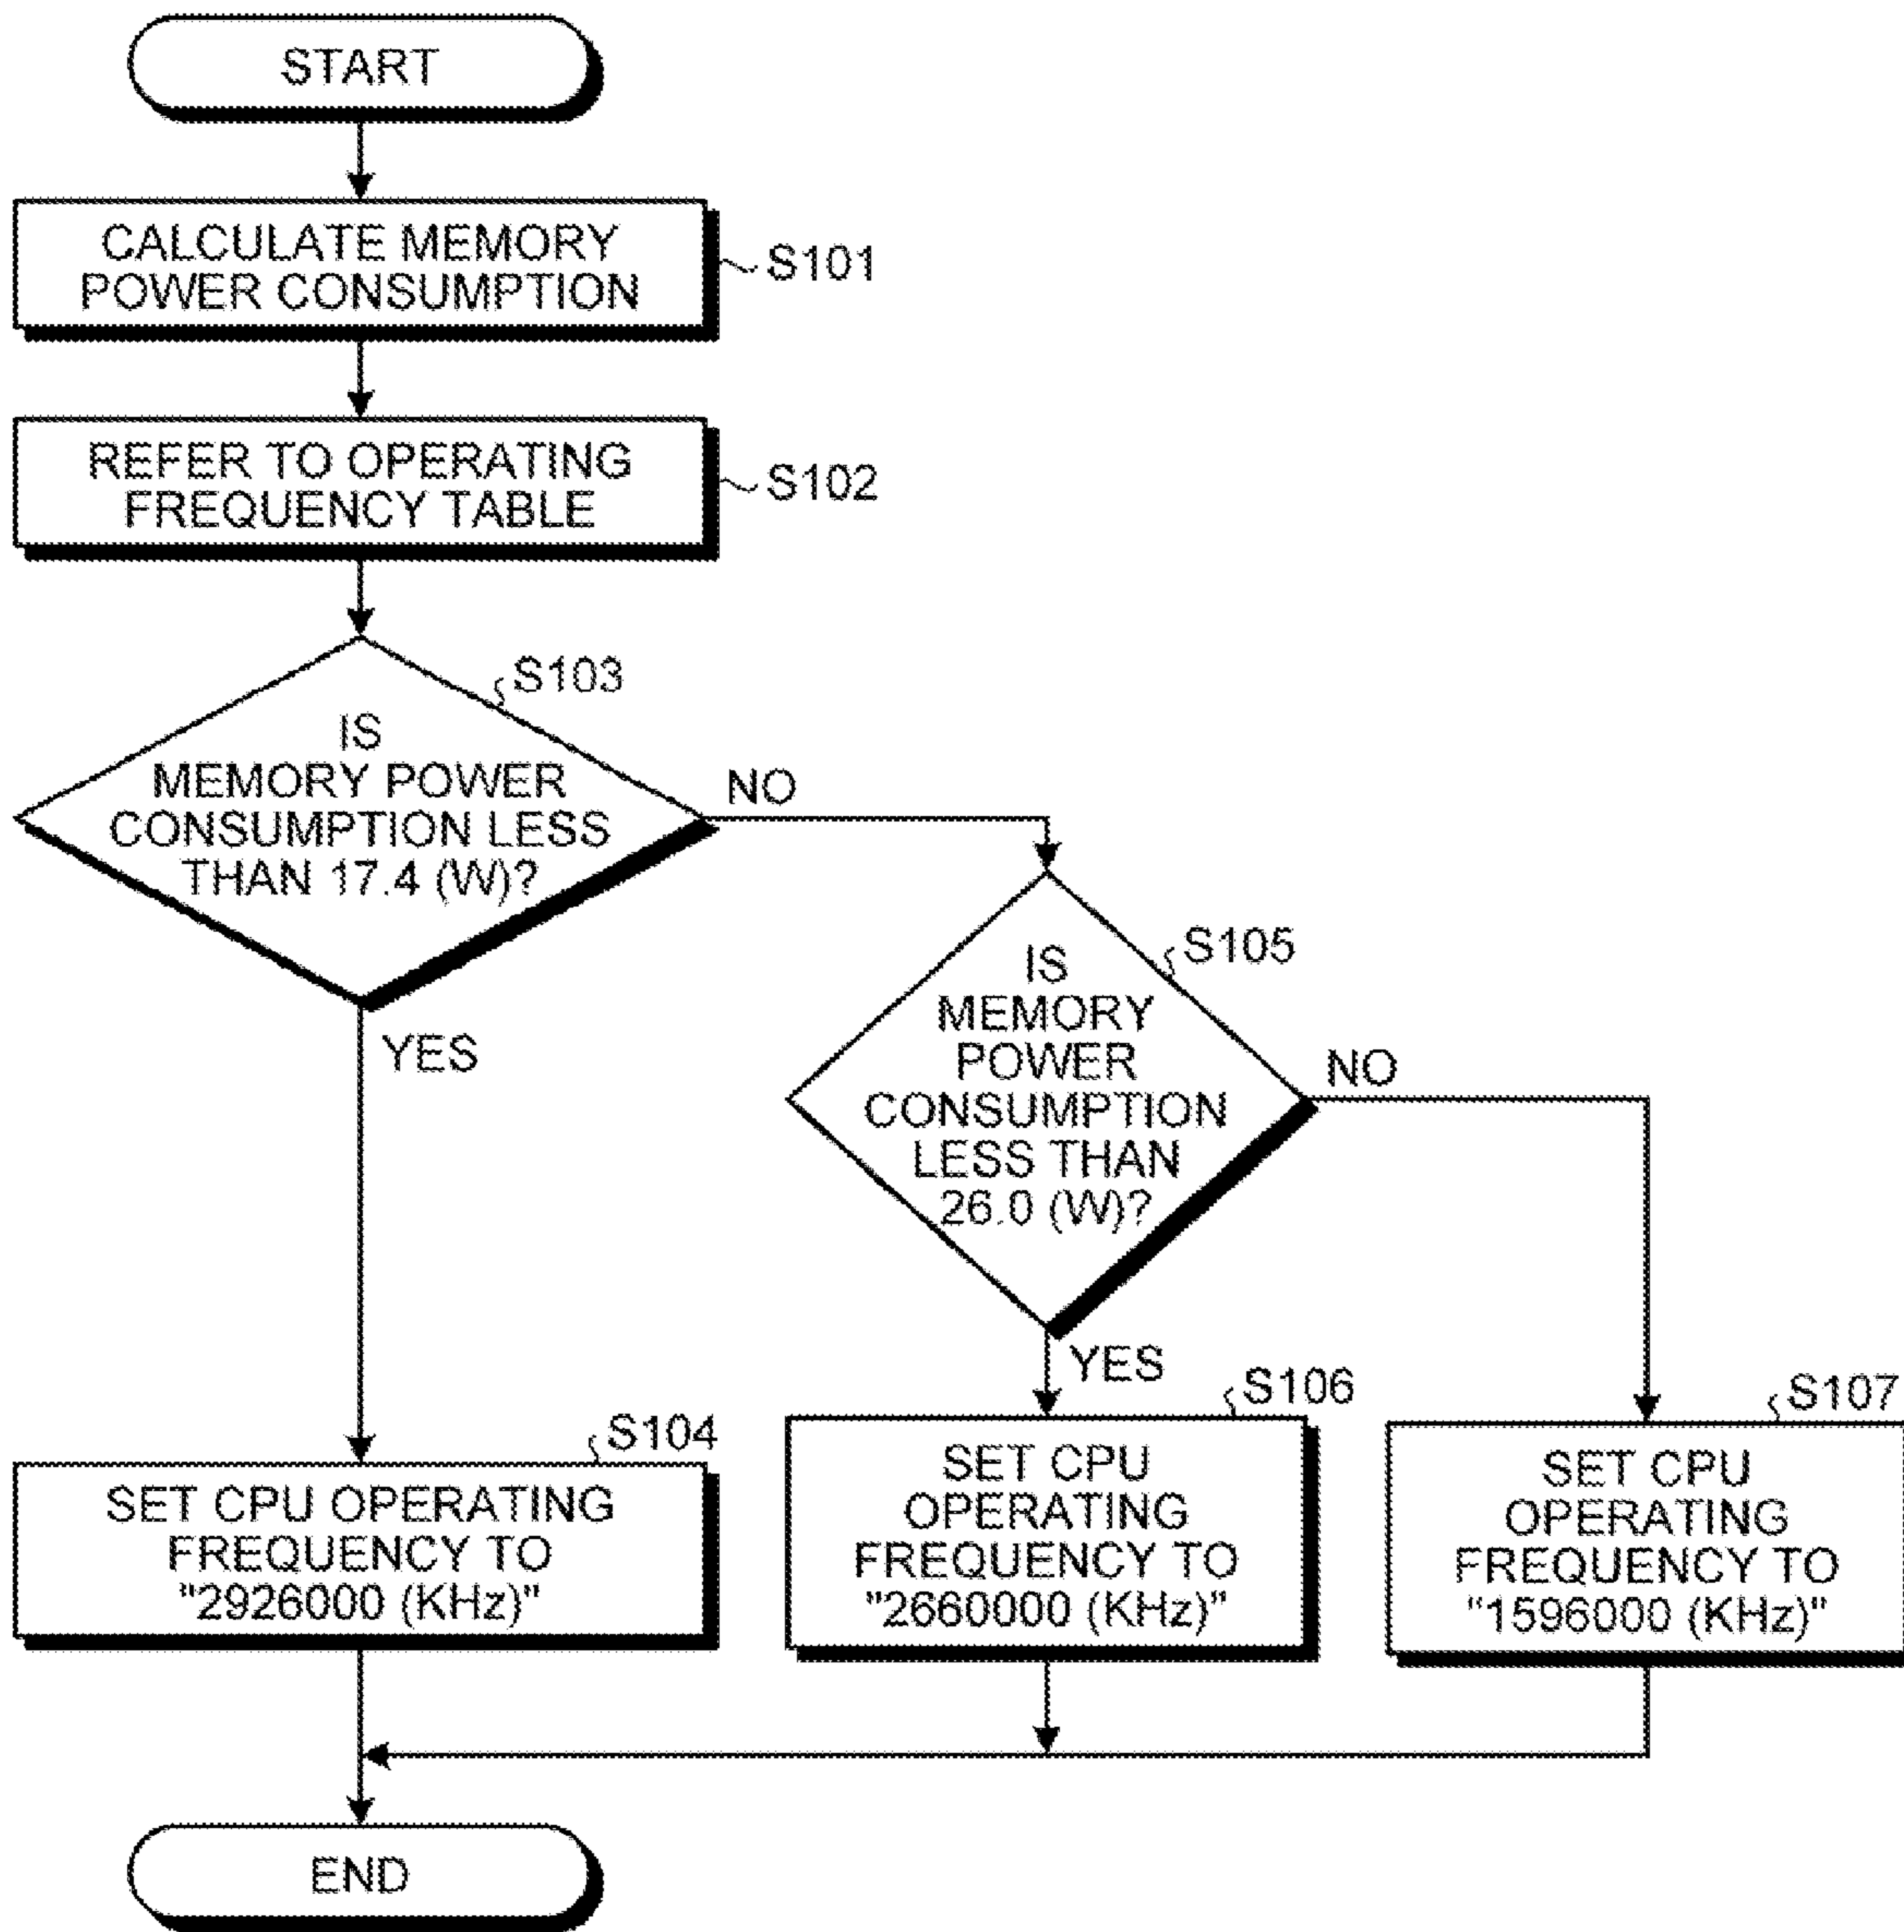 START
CALCULATE MEMORY
POWER CONSUMPTION
S101
REFER TO OPERATING
FREQUENCY TABLE
S102
S103
IS
MEMORY POWER
CONSUMPTION LESS
THAN 17.4 (W)?
NO
YES
S105
IS
MEMORY
POWER
CONSUMPTION
LESS THAN
26.0 (W)?
NO
YES
S104
SET CPU OPERATING
FREQUENCY TO
"2926000 (KHz)"
S106
SET CPU
OPERATING
FREQUENCY TO
"2660000 (KHz)"
S107
SET CPU
OPERATING
FREQUENCY TO
"1596000 (KHz)"
END